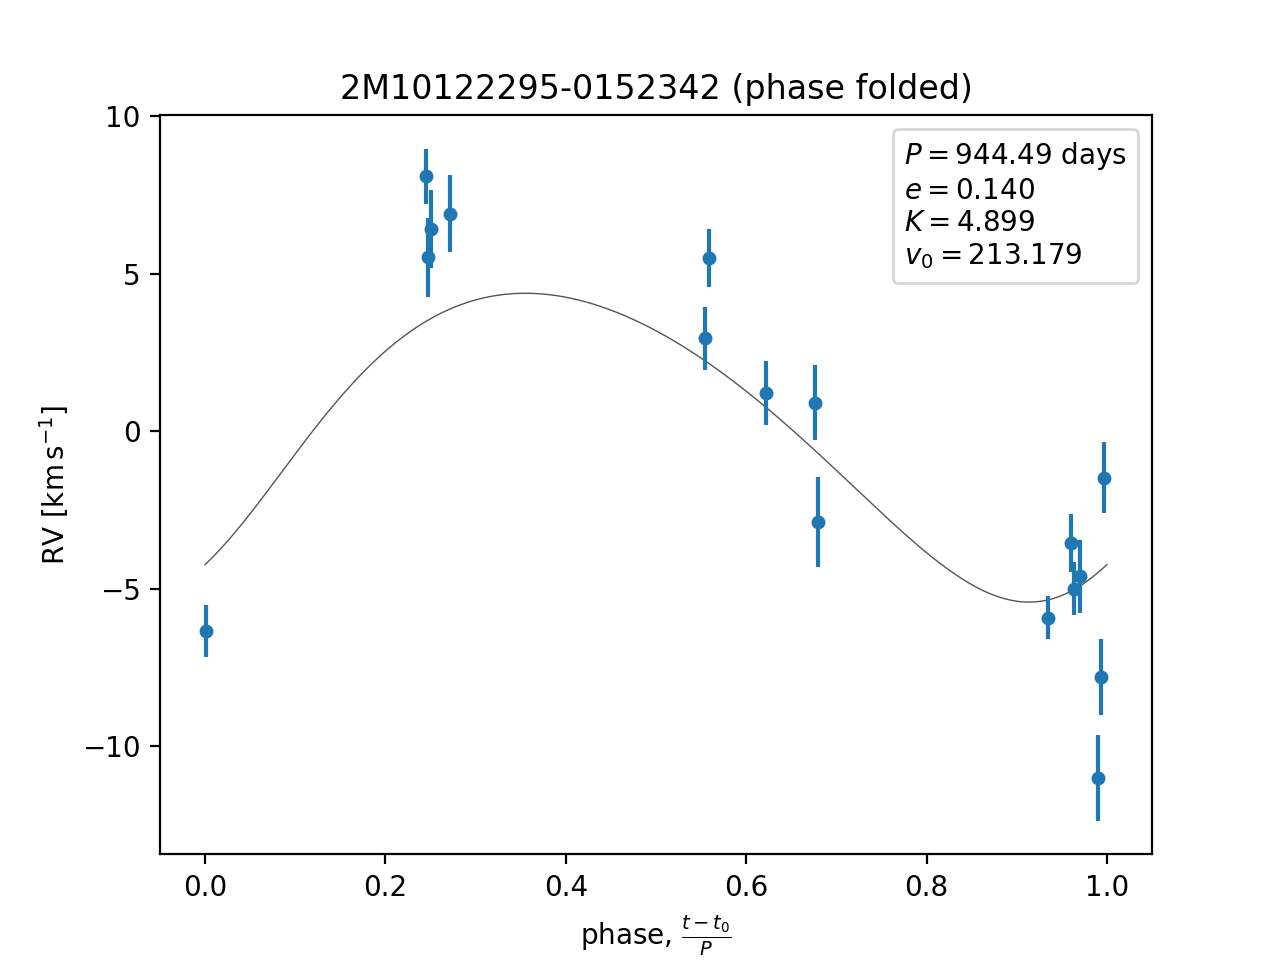 2M10122295-0152342 (phase folded)
P = 944.49 days
e = 0.140
K = 4.899
v₀ = 213.179
RV [km s⁻¹]
10
5
0
−5
−10
0.0 0.2 0.4 0.6 0.8 1.0
phase, (t − t₀)/P